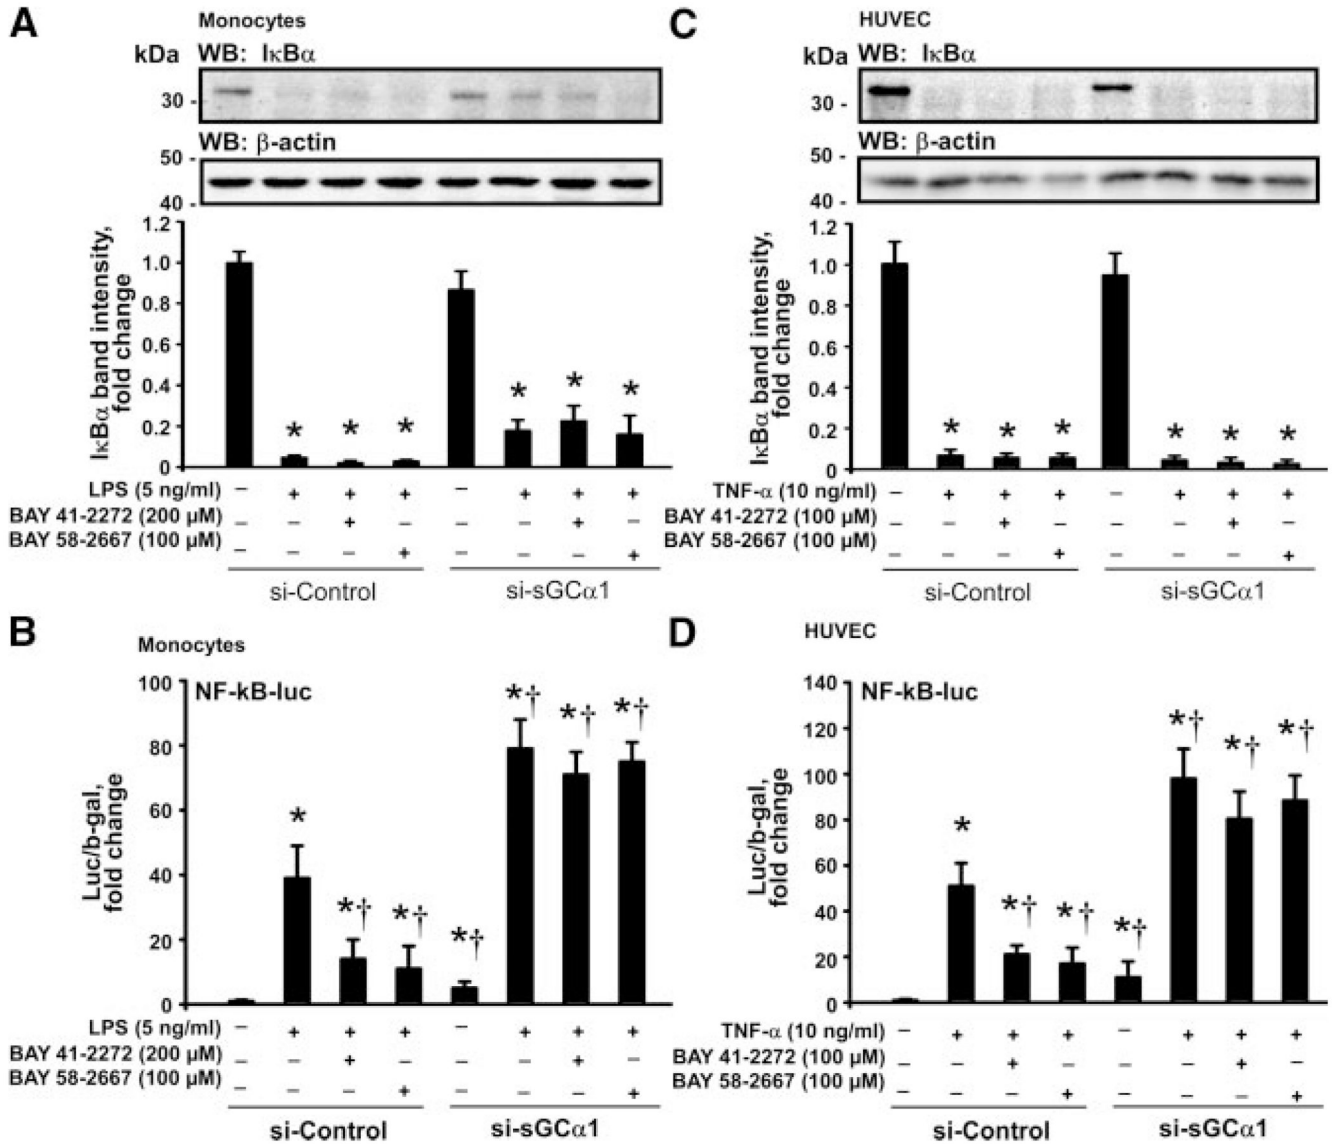 A
Monocytes
kDa WB: IκBα
30 -
WB: β-actin
50 -
40 -
IκBα band intensity,
fold change
1.2
1.0
0.8
0.6
0.4
0.2
0
* * * * * *
LPS (5 ng/ml) – + + + – + + +
BAY 41-2272 (200 µM) – – + – – – + –
BAY 58-2667 (100 µM) – – – + – – – +
si-Control si-sGCα1
C
HUVEC
kDa WB: IκBα
30 -
WB: β-actin
50 -
40 -
IκBα band intensity,
fold change
1.2
1.0
0.8
0.6
0.4
0.2
0
* * * * * *
TNF-α (10 ng/ml) – + + + – + + +
BAY 41-2272 (100 µM) – – + – – – + –
BAY 58-2667 (100 µM) – – – + – – – +
si-Control si-sGCα1
B
Monocytes
NF-kB-luc
Luc/b-gal,
fold change
100
80
60
40
20
0
* *† *† *† *† *† *†
LPS (5 ng/ml) – + + + – + + +
BAY 41-2272 (200 µM) – – + – – – + –
BAY 58-2667 (100 µM) – – – + – – – +
si-Control si-sGCα1
D
HUVEC
NF-kB-luc
Luc/b-gal,
fold change
140
120
100
80
60
40
20
0
* *† *† *† *† *† *†
TNF-α (10 ng/ml) – + + + – + + +
BAY 41-2272 (100 µM) – – + – – – + –
BAY 58-2667 (100 µM) – – – + – – – +
si-Control si-sGCα1